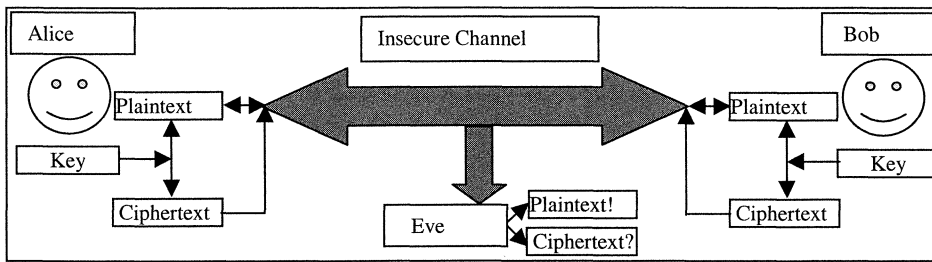 Alice
Insecure Channel
Bob
Plaintext
Plaintext
Key
Key
Ciphertext
Ciphertext
Eve
Plaintext!
Ciphertext?